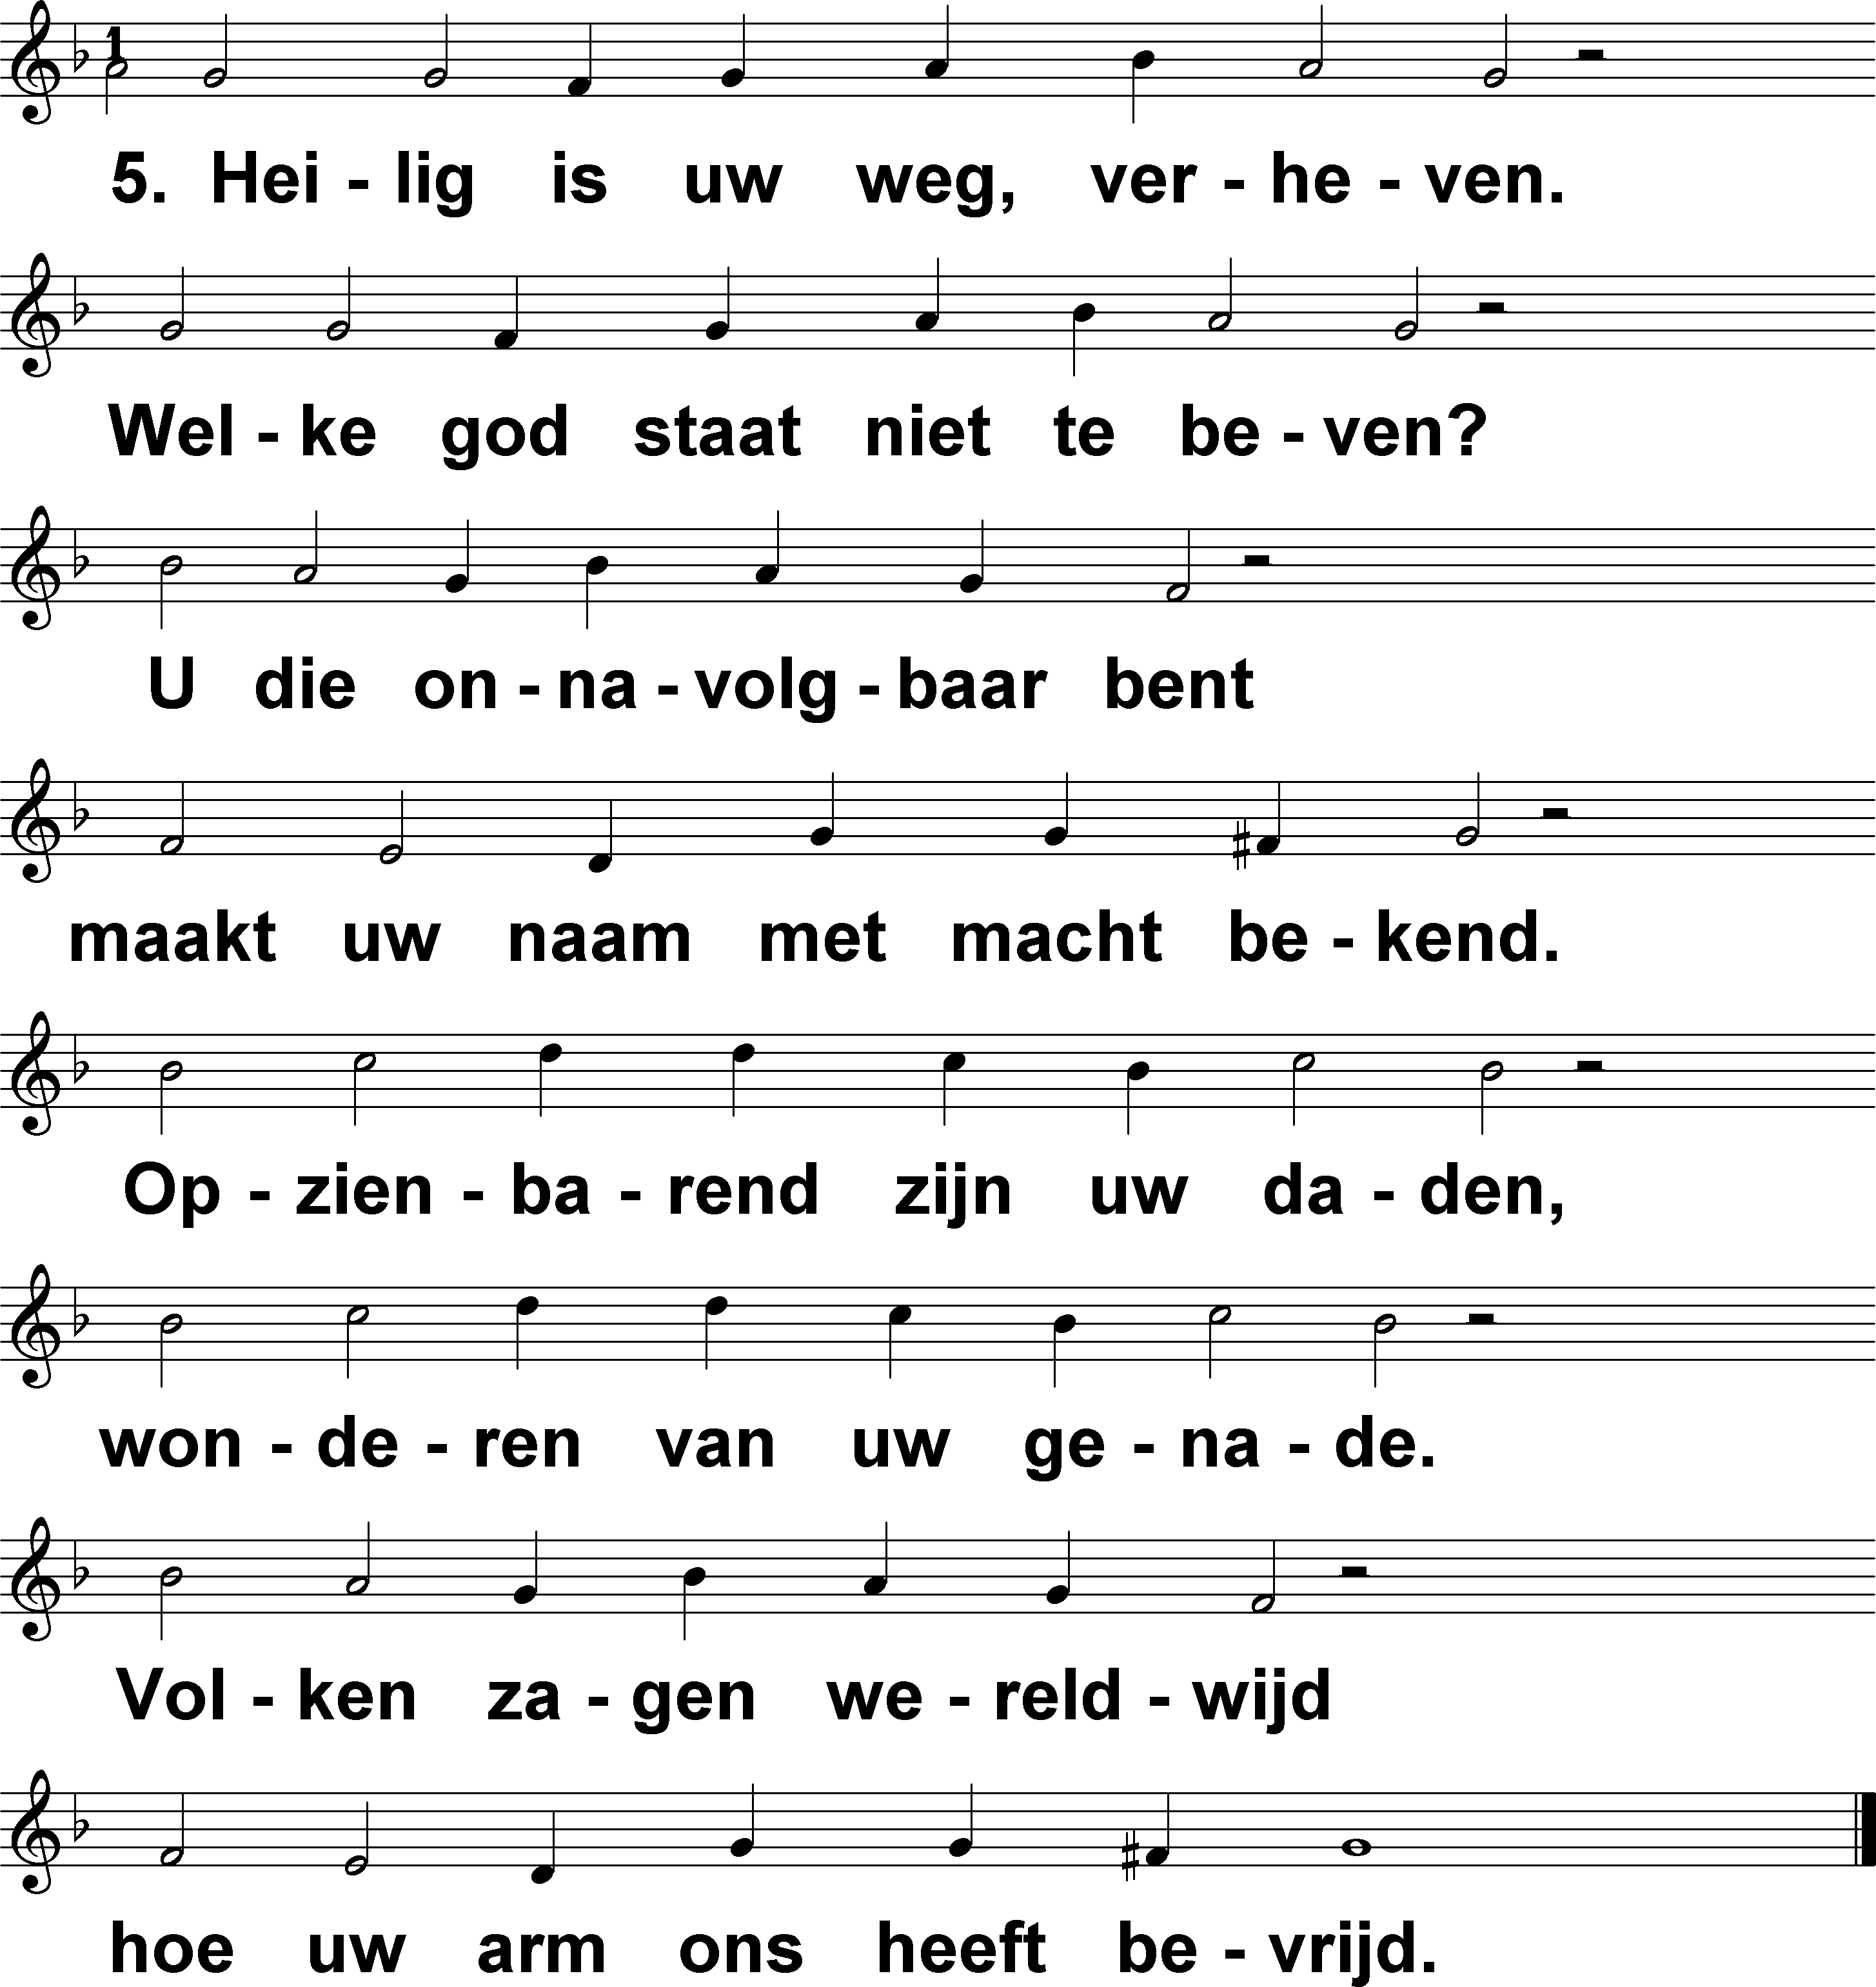 5. Hei - lig is uw weg, ver - he - ven.
Wel - ke god staat niet te be - ven?
U die on - na - volg - baar bent
maakt uw naam met macht be - kend.
Op - zien - ba - rend zijn uw da - den,
won - de - ren van uw ge - na - de.
Vol - ken za - gen we - reld - wijd
hoe uw arm ons heeft be - vrijd.